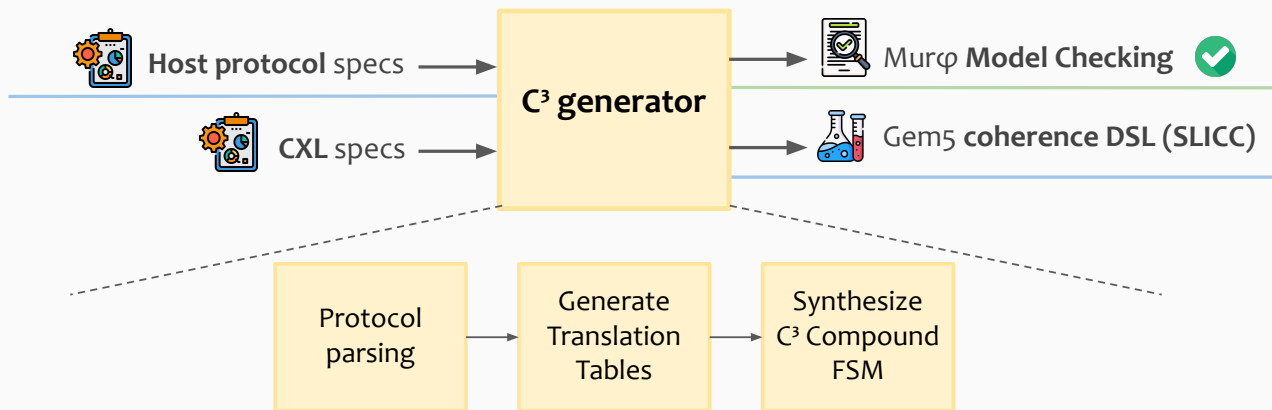 Host protocol specs
CXL specs
C³ generator
Murφ Model Checking
Gem5 coherence DSL (SLICC)
Protocol
parsing
Generate
Translation
Tables
Synthesize
C³ Compound
FSM